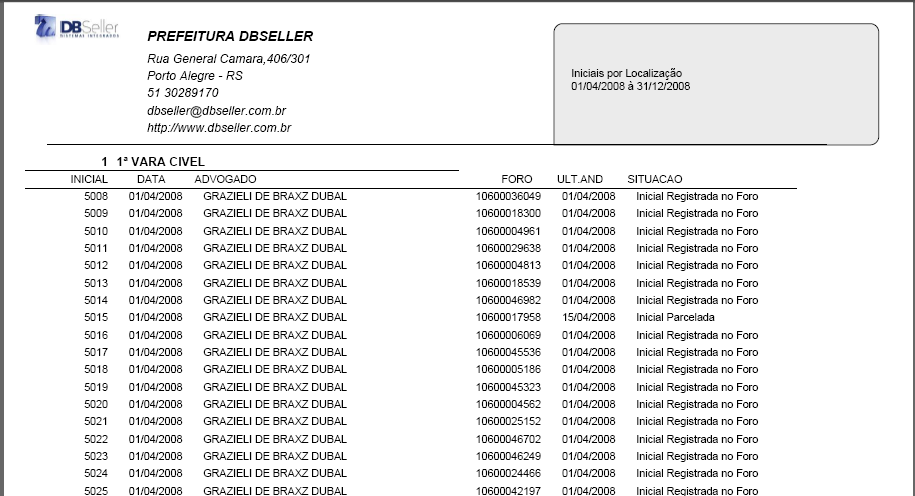 DBSeller
SISTEMAS INTEGRADOS
PREFEITURA DBSELLER
Rua General Camara,406/301
Porto Alegre - RS
51 30289170
dbseller@dbseller.com.br
http://www.dbseller.com.br
Iniciais por Localização
01/04/2008 à 31/12/2008
1 1ª VARA CIVEL
INICIAL DATA ADVOGADO FORO ULT.AND SITUACAO
5008 01/04/2008 GRAZIELI DE BRAXZ DUBAL 10600036049 01/04/2008 Inicial Registrada no Foro
5009 01/04/2008 GRAZIELI DE BRAXZ DUBAL 10600018300 01/04/2008 Inicial Registrada no Foro
5010 01/04/2008 GRAZIELI DE BRAXZ DUBAL 10600004961 01/04/2008 Inicial Registrada no Foro
5011 01/04/2008 GRAZIELI DE BRAXZ DUBAL 10600029638 01/04/2008 Inicial Registrada no Foro
5012 01/04/2008 GRAZIELI DE BRAXZ DUBAL 10600004813 01/04/2008 Inicial Registrada no Foro
5013 01/04/2008 GRAZIELI DE BRAXZ DUBAL 10600018539 01/04/2008 Inicial Registrada no Foro
5014 01/04/2008 GRAZIELI DE BRAXZ DUBAL 10600046982 01/04/2008 Inicial Registrada no Foro
5015 01/04/2008 GRAZIELI DE BRAXZ DUBAL 10600017958 15/04/2008 Inicial Parcelada
5016 01/04/2008 GRAZIELI DE BRAXZ DUBAL 10600006069 01/04/2008 Inicial Registrada no Foro
5017 01/04/2008 GRAZIELI DE BRAXZ DUBAL 10600045536 01/04/2008 Inicial Registrada no Foro
5018 01/04/2008 GRAZIELI DE BRAXZ DUBAL 10600005186 01/04/2008 Inicial Registrada no Foro
5019 01/04/2008 GRAZIELI DE BRAXZ DUBAL 10600045323 01/04/2008 Inicial Registrada no Foro
5020 01/04/2008 GRAZIELI DE BRAXZ DUBAL 10600004562 01/04/2008 Inicial Registrada no Foro
5021 01/04/2008 GRAZIELI DE BRAXZ DUBAL 10600025152 01/04/2008 Inicial Registrada no Foro
5022 01/04/2008 GRAZIELI DE BRAXZ DUBAL 10600046702 01/04/2008 Inicial Registrada no Foro
5023 01/04/2008 GRAZIELI DE BRAXZ DUBAL 10600046249 01/04/2008 Inicial Registrada no Foro
5024 01/04/2008 GRAZIELI DE BRAXZ DUBAL 10600024466 01/04/2008 Inicial Registrada no Foro
5025 01/04/2008 GRAZIELI DE BRAXZ DUBAL 10600042197 01/04/2008 Inicial Registrada no Foro